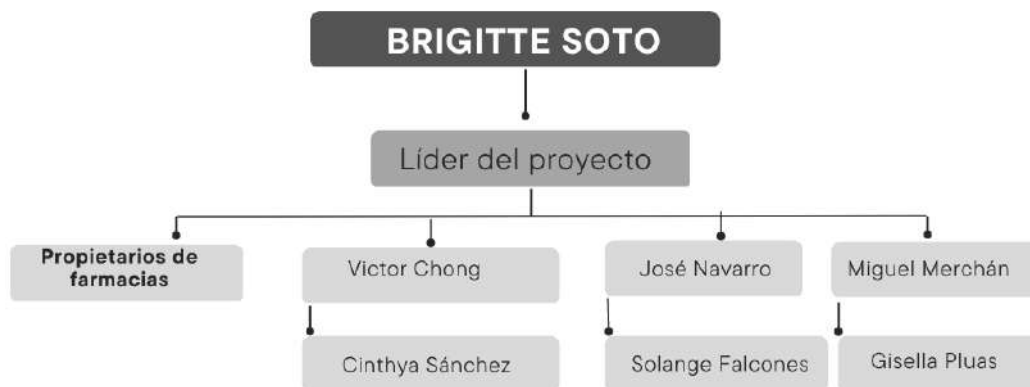 BRIGITTE SOTO
Líder del proyecto
Propietarios de
farmacias
Victor Chong
José Navarro
Miguel Merchán
Cinthya Sánchez
Solange Falcones
Gisella Pluas